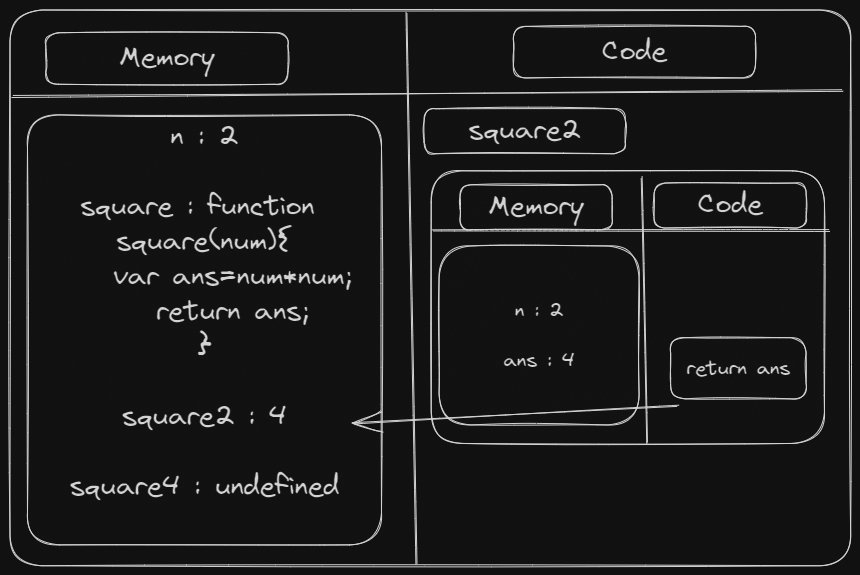 Memory
n : 2
square : function
square(num){
var ans=num*num;
return ans;
}
square2 : 4
square4 : undefined
Code
square2
Memory
Code
n : 2
ans : 4
return ans